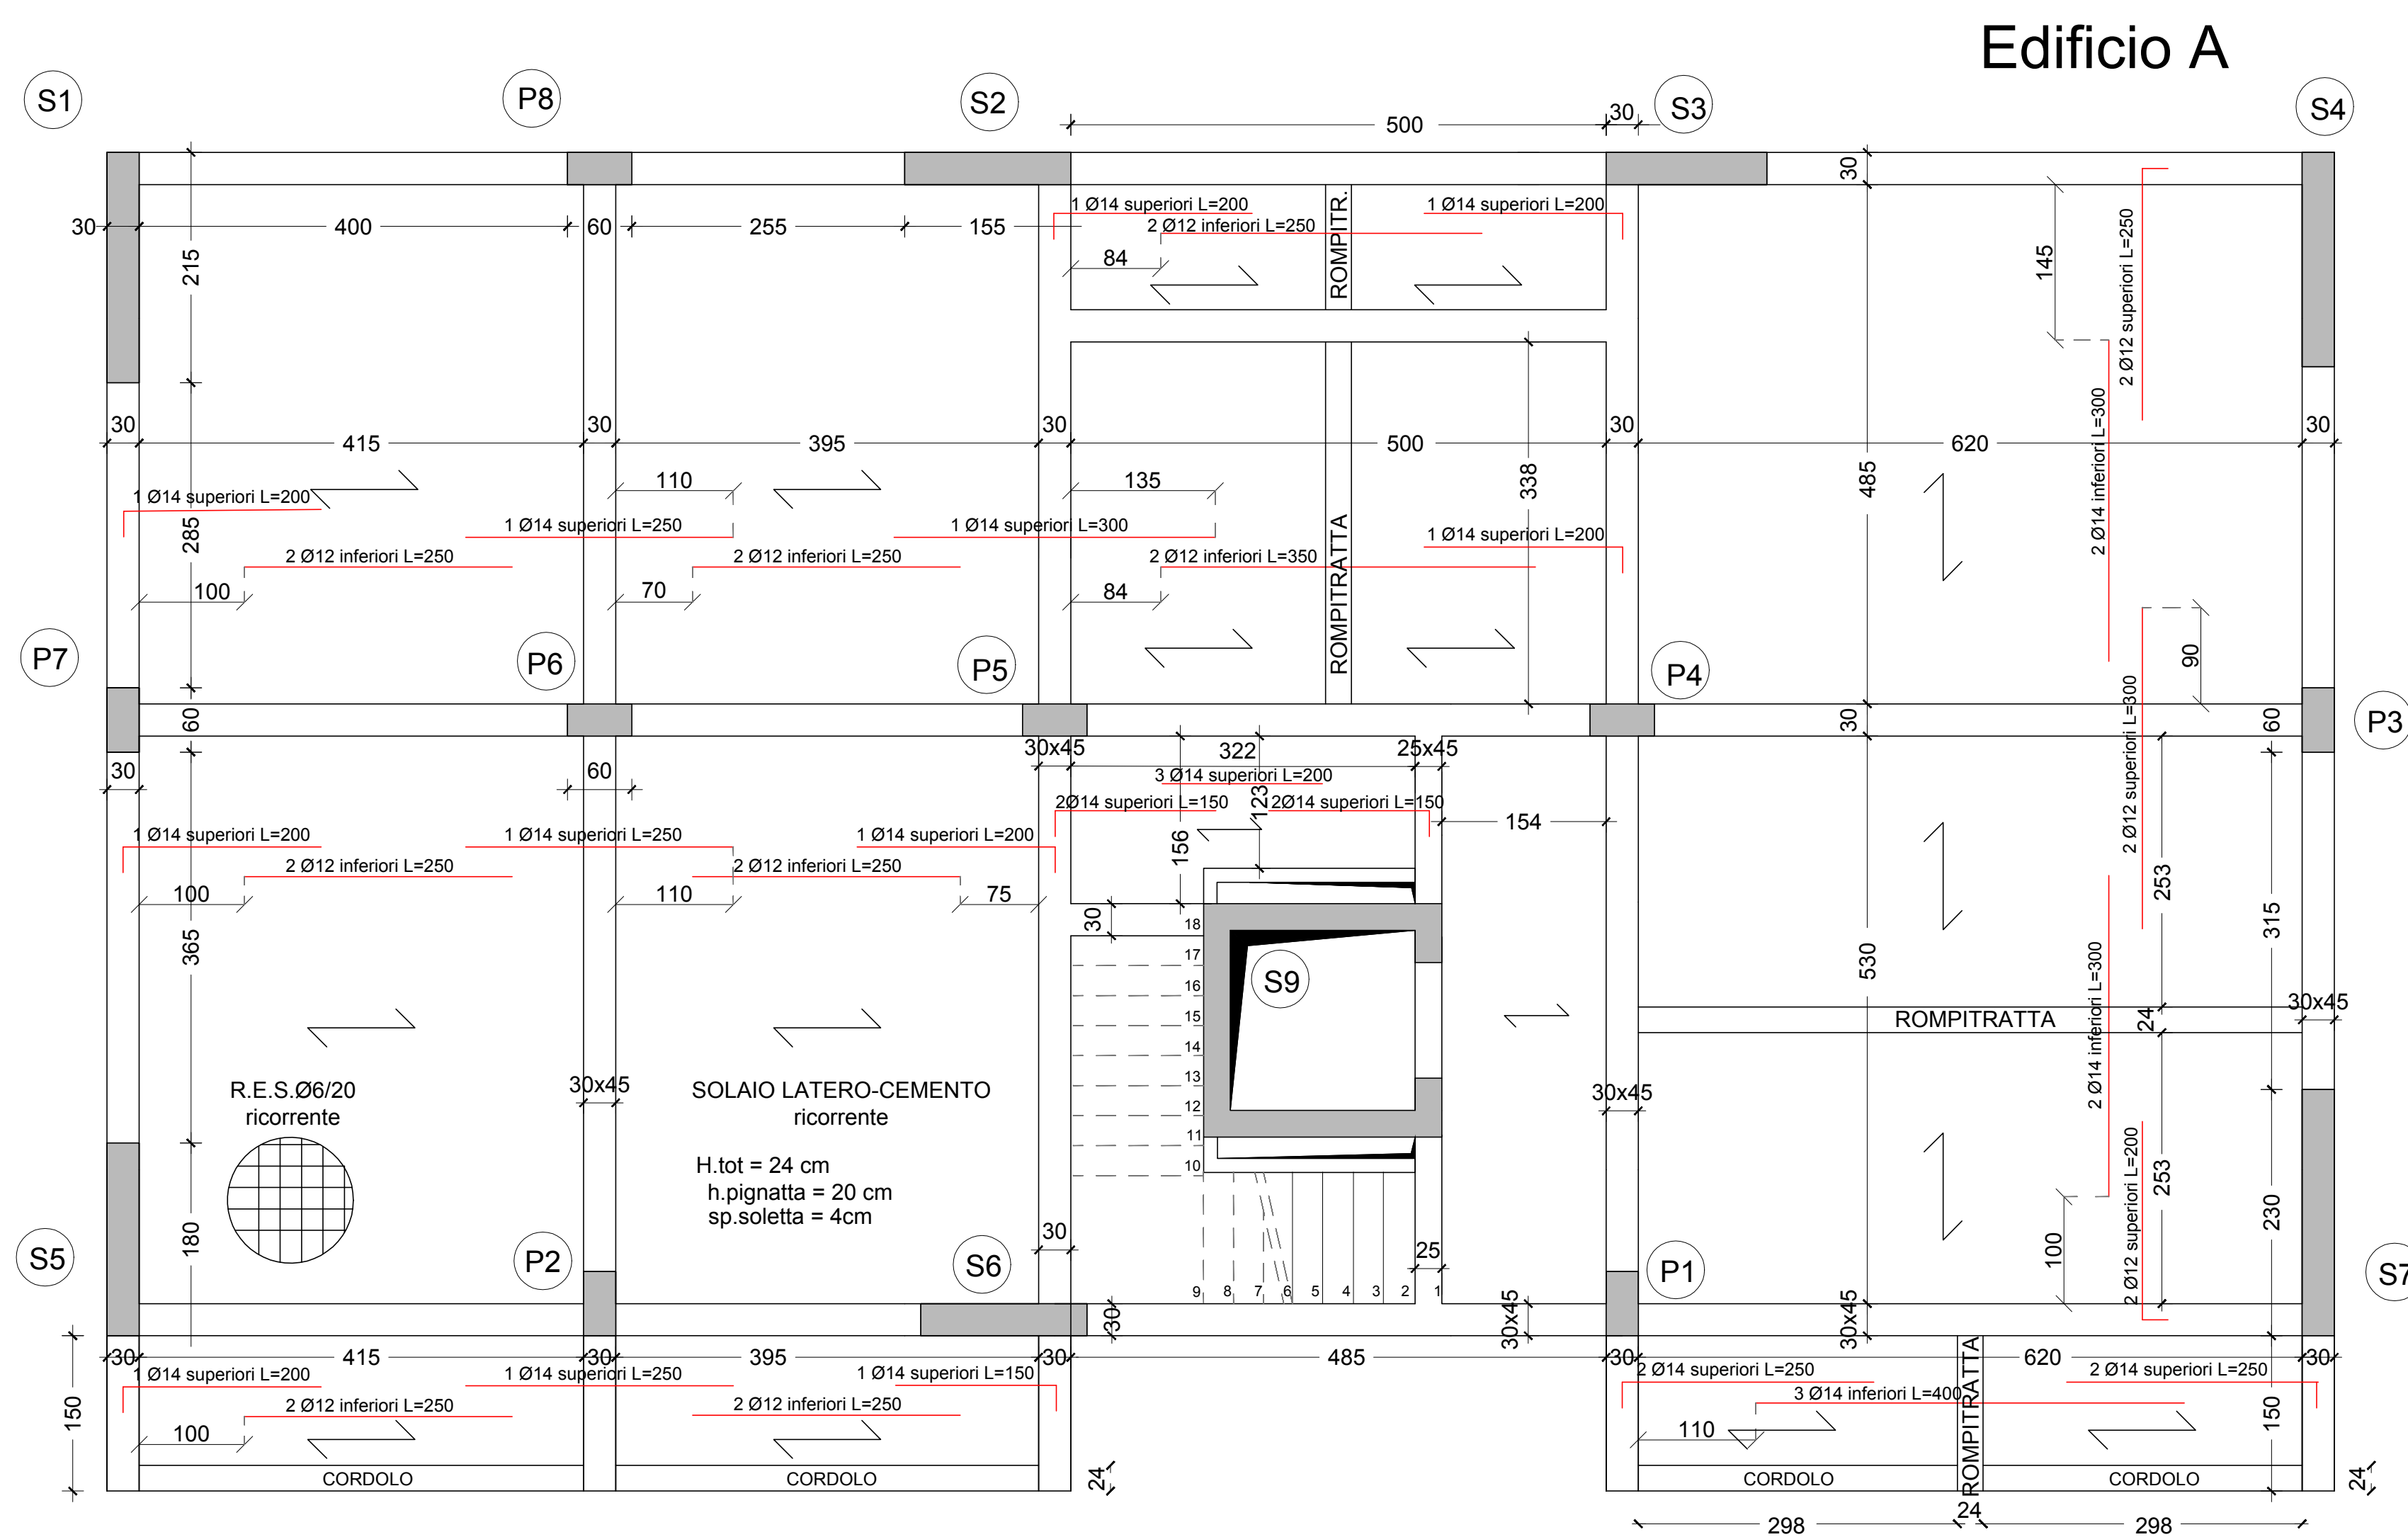 Edificio A
S1
P8
S2
S3
S4
500
30
30
30
400
60
255
155
1 Ø14 superiori L=200
1 Ø14 superiori L=200
2 Ø12 inferiori L=250
84
ROMPITR.
145
2 Ø12 superiori L=250
215
30
415
30
395
30
500
30
620
30
338
485
2 Ø14 inferiori L=300
110
135
1 Ø14 superiori L=200
285
1 Ø14 superiori L=250
1 Ø14 superiori L=300
1 Ø14 superiori L=200
2 Ø12 inferiori L=250
2 Ø12 inferiori L=250
2 Ø12 inferiori L=350
100
70
84
ROMPITRATTA
90
P7
P6
P5
P4
P3
60
30
60
30x45
322
25x45
30
60
2 Ø12 superiori L=300
3 Ø14 superiori L=200
2Ø14 superiori L=150
2Ø14 superiori L=150
123
156
154
1 Ø14 superiori L=200
1 Ø14 superiori L=250
1 Ø14 superiori L=200
2 Ø12 inferiori L=250
2 Ø12 inferiori L=250
100
110
75
30
365
253
315
530
18
17
16
15
14
13
12
11
10
S9
2 Ø14 inferiori L=300
ROMPITRATTA
24
30x45
R.E.S.Ø6/20
ricorrente
30x45
SOLAIO LATERO-CEMENTO
ricorrente
30x45
H.tot = 24 cm
h.pignatta = 20 cm
sp.soletta = 4cm
180
30
25
2 Ø12 superiori L=200
253
230
100
S5
P2
S6
P1
S7
9
8
7
6
5
4
3
2
1
30
30x45
30x45
30
415
30
395
30
485
30
620
30
150
1 Ø14 superiori L=200
1 Ø14 superiori L=250
1 Ø14 superiori L=150
2 Ø14 superiori L=250
2 Ø14 superiori L=250
2 Ø12 inferiori L=250
2 Ø12 inferiori L=250
3 Ø14 inferiori L=400
100
110
ROMPITRATTA
150
CORDOLO
CORDOLO
24
CORDOLO
CORDOLO
24
298
24
298